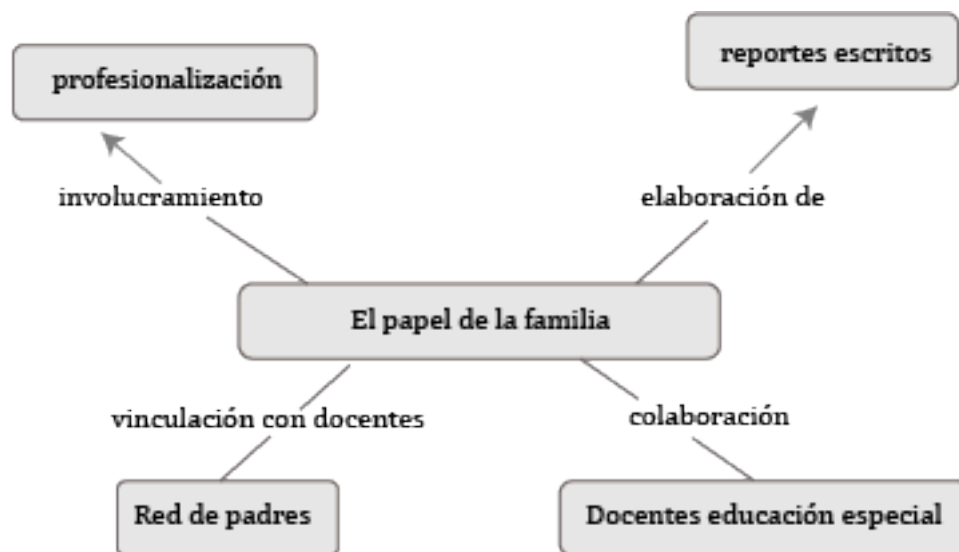 profesionalización
reportes escritos
involucramiento
elaboración de
El papel de la familia
vinculación con docentes
colaboración
Red de padres
Docentes educación especial